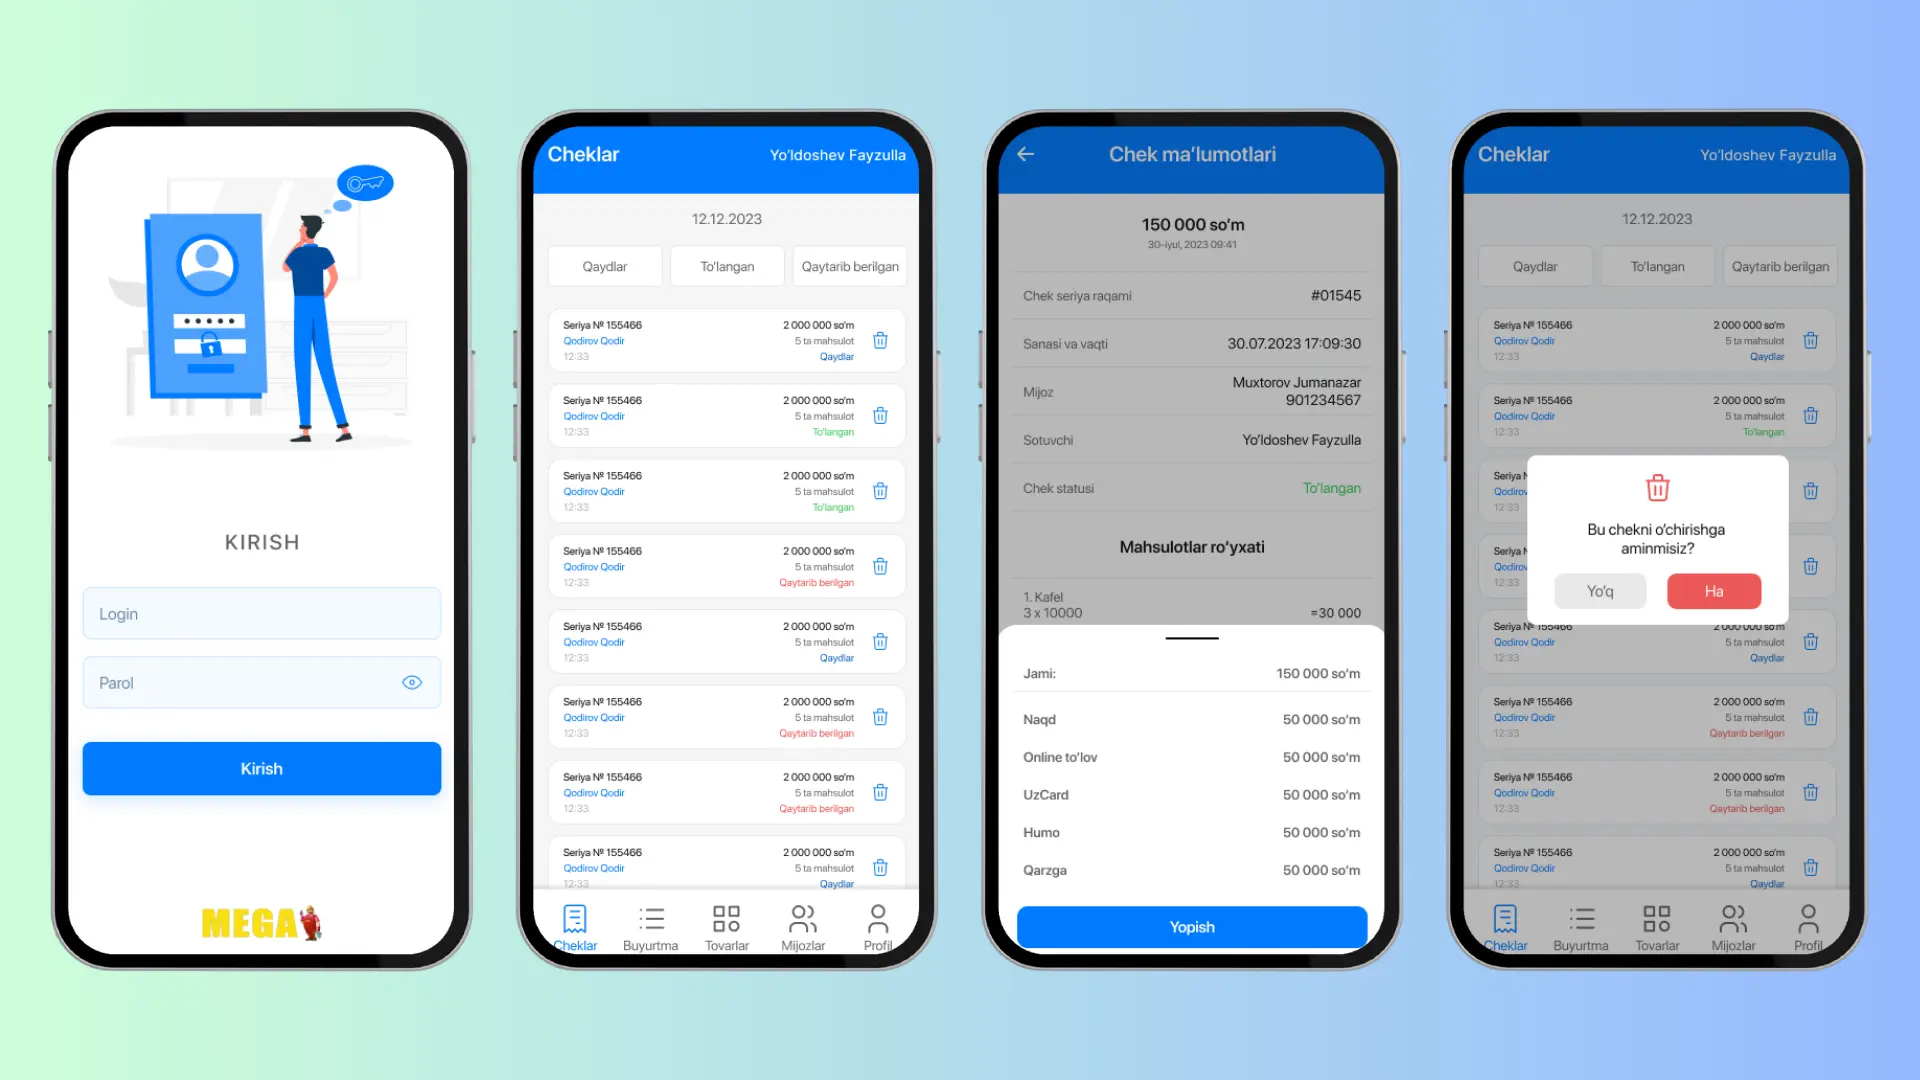 KIRISH
Login
Parol
Kirish
MEGA
Cheklar
Yo'ldoshev Fayzulla
12.12.2023
Qaydlar
To'langan
Qaytarib berilgan
Seriya № 155466
2 000 000 so'm
Qodirov Qodir
5 ta mahsulot
12:33
Qaydlar
Seriya № 155466
2 000 000 so'm
Qodirov Qodir
5 ta mahsulot
12:33
To'langan
Seriya № 155466
2 000 000 so'm
Qodirov Qodir
5 ta mahsulot
12:33
To'langan
Seriya № 155466
2 000 000 so'm
Qodirov Qodir
5 ta mahsulot
12:33
Qaytarib berilgan
Seriya № 155466
2 000 000 so'm
Qodirov Qodir
5 ta mahsulot
12:33
Qaydlar
Seriya № 155466
2 000 000 so'm
Qodirov Qodir
5 ta mahsulot
12:33
Qaytarib berilgan
Seriya № 155466
2 000 000 so'm
Qodirov Qodir
5 ta mahsulot
12:33
Qaytarib berilgan
Seriya № 155466
2 000 000 so'm
Qodirov Qodir
5 ta mahsulot
12:33
Qaydlar
Cheklar
Buyurtma
Tovarlar
Mijozlar
Profil
Chek ma'lumotlari
150 000 so'm
30-iyul, 2023 09:41
Chek seriya raqami
#01545
Sanasi va vaqti
30.07.2023 17:09:30
Mijoz
Muxtorov Jumanazar
901234567
Sotuvchi
Yo'ldoshev Fayzulla
Chek statusi
To'langan
Mahsulotlar ro'yxati
1. Kafel
3 x 10000
=30 000
Jami:
150 000 so'm
Naqd
50 000 so'm
Online to'lov
50 000 so'm
UzCard
50 000 so'm
Humo
50 000 so'm
Qarzga
50 000 so'm
Yopish
Cheklar
Yo'ldoshev Fayzulla
12.12.2023
Qaydlar
To'langan
Qaytarib berilgan
Seriya № 155466
2 000 000 so'm
Qodirov Qodir
5 ta mahsulot
12:33
Qaydlar
Seriya № 155466
2 000 000 so'm
Qodirov Qodir
5 ta mahsulot
12:33
To'langan
Seriya N
Qodirov
12:33
Bu chekni o'chirishga
aminmisiz?
Yo'q
Ha
Seriya N
Qodirov
12:33
Seriya № 155466
2 000 000 so'm
Qodirov Qodir
5 ta mahsulot
12:33
Qaydlar
Seriya № 155466
2 000 000 so'm
Qodirov Qodir
5 ta mahsulot
12:33
Qaytarib berilgan
Seriya № 155466
2 000 000 so'm
Qodirov Qodir
5 ta mahsulot
12:33
Qaytarib berilgan
Seriya № 155466
2 000 000 so'm
Qodirov Qodir
5 ta mahsulot
12:33
Qaydlar
Cheklar
Buyurtma
Tovarlar
Mijozlar
Profil